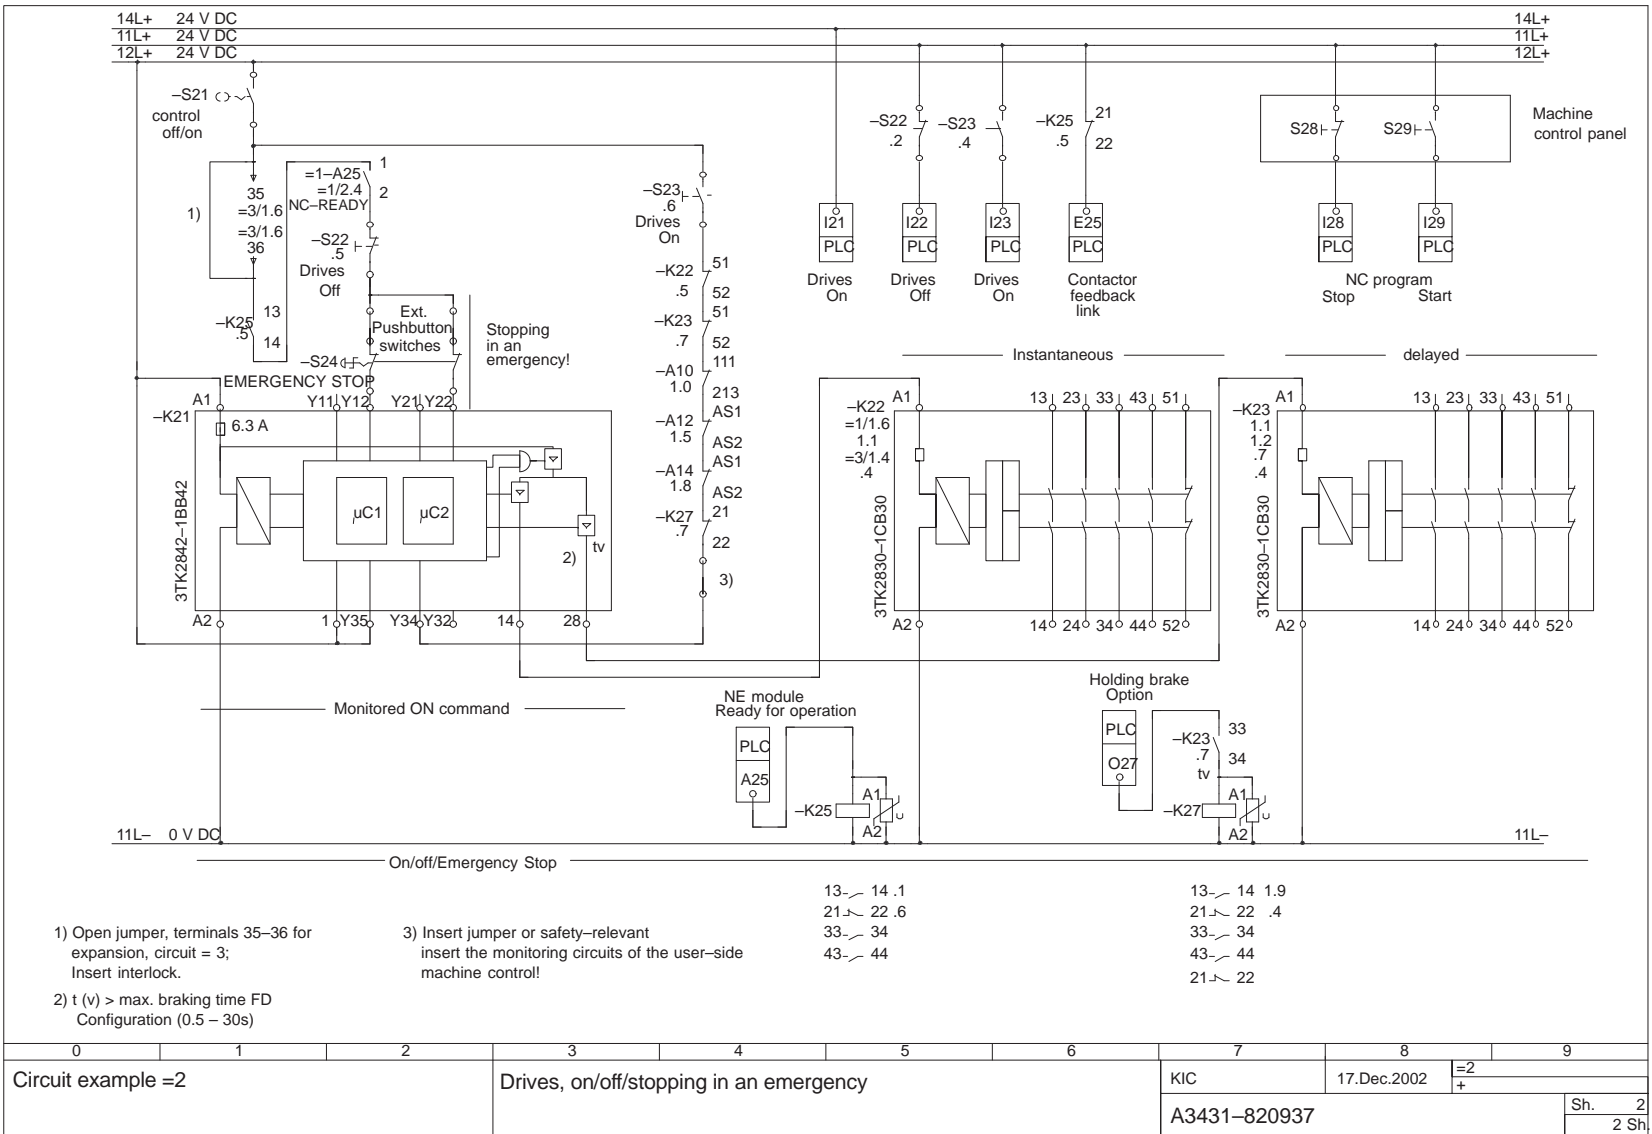 14L+ 24 V DC 14L+
11L+ 24 V DC 11L+
12L+ 24 V DC 12L+
–S21
control
off/on
1)
35
=3/1.6
=3/1.6
36
–K25
.5
13
14
=1–A25
=1/2.4
NC–READY
1
2
–S22
.5
Drives
Off
Ext.
Pushbutton
switches
–S24
EMERGENCY STOP
Stopping
in an
emergency!
–S23
.6
Drives
On
–K22
.5
51
52
–K23
.7
51
52
–A10
1.0
111
213
–A12
1.5
AS1
AS2
–A14
1.8
AS1
AS2
–K27
.7
21
22
3)
–S22
.2
–S23
.4
–K25
.5
21
22
S28
S29
Machine
control panel
I21
PLC
I22
PLC
I23
PLC
E25
PLC
I28
PLC
I29
PLC
Drives
On
Drives
Off
Drives
On
Contactor
feedback
link
NC program
Stop
Start
Instantaneous
delayed
A1 Y11 Y12 Y21 Y22
–K21
6.3 A
3TK2842–1BB42
µC1
µC2
2)
tv
A2 1 Y35 Y34 Y32 14 28
A1 13 23 33 43 51
–K22
=1/1.6
1.1
=3/1.4
.4
3TK2830–1CB30
A2 14 24 34 44 52
A1 13 23 33 43 51
–K23
1.1
1.2
.7
.4
3TK2830–1CB30
A2 14 24 34 44 52
Monitored ON command
NE module
Ready for operation
PLC
A25
–K25
A1
A2
U
Holding brake
Option
PLC
O27
–K23
.7
tv
33
34
–K27
A1
A2
U
11L– 0 V DC 11L–
On/off/Emergency Stop
13 14 .1
21 22 .6
33 34
43 44
13 14 1.9
21 22 .4
33 34
43 44
21 22
1) Open jumper, terminals 35–36 for
expansion, circuit = 3;
Insert interlock.
2) t (v) > max. braking time FD
Configuration (0.5 – 30s)
3) Insert jumper or safety–relevant
insert the monitoring circuits of the user–side
machine control!
0 1 2 3 4 5 6 7 8 9
Circuit example =2
Drives, on/off/stopping in an emergency
KIC
17.Dec.2002
=2
+
A3431–820937
Sh. 2
2 Sh